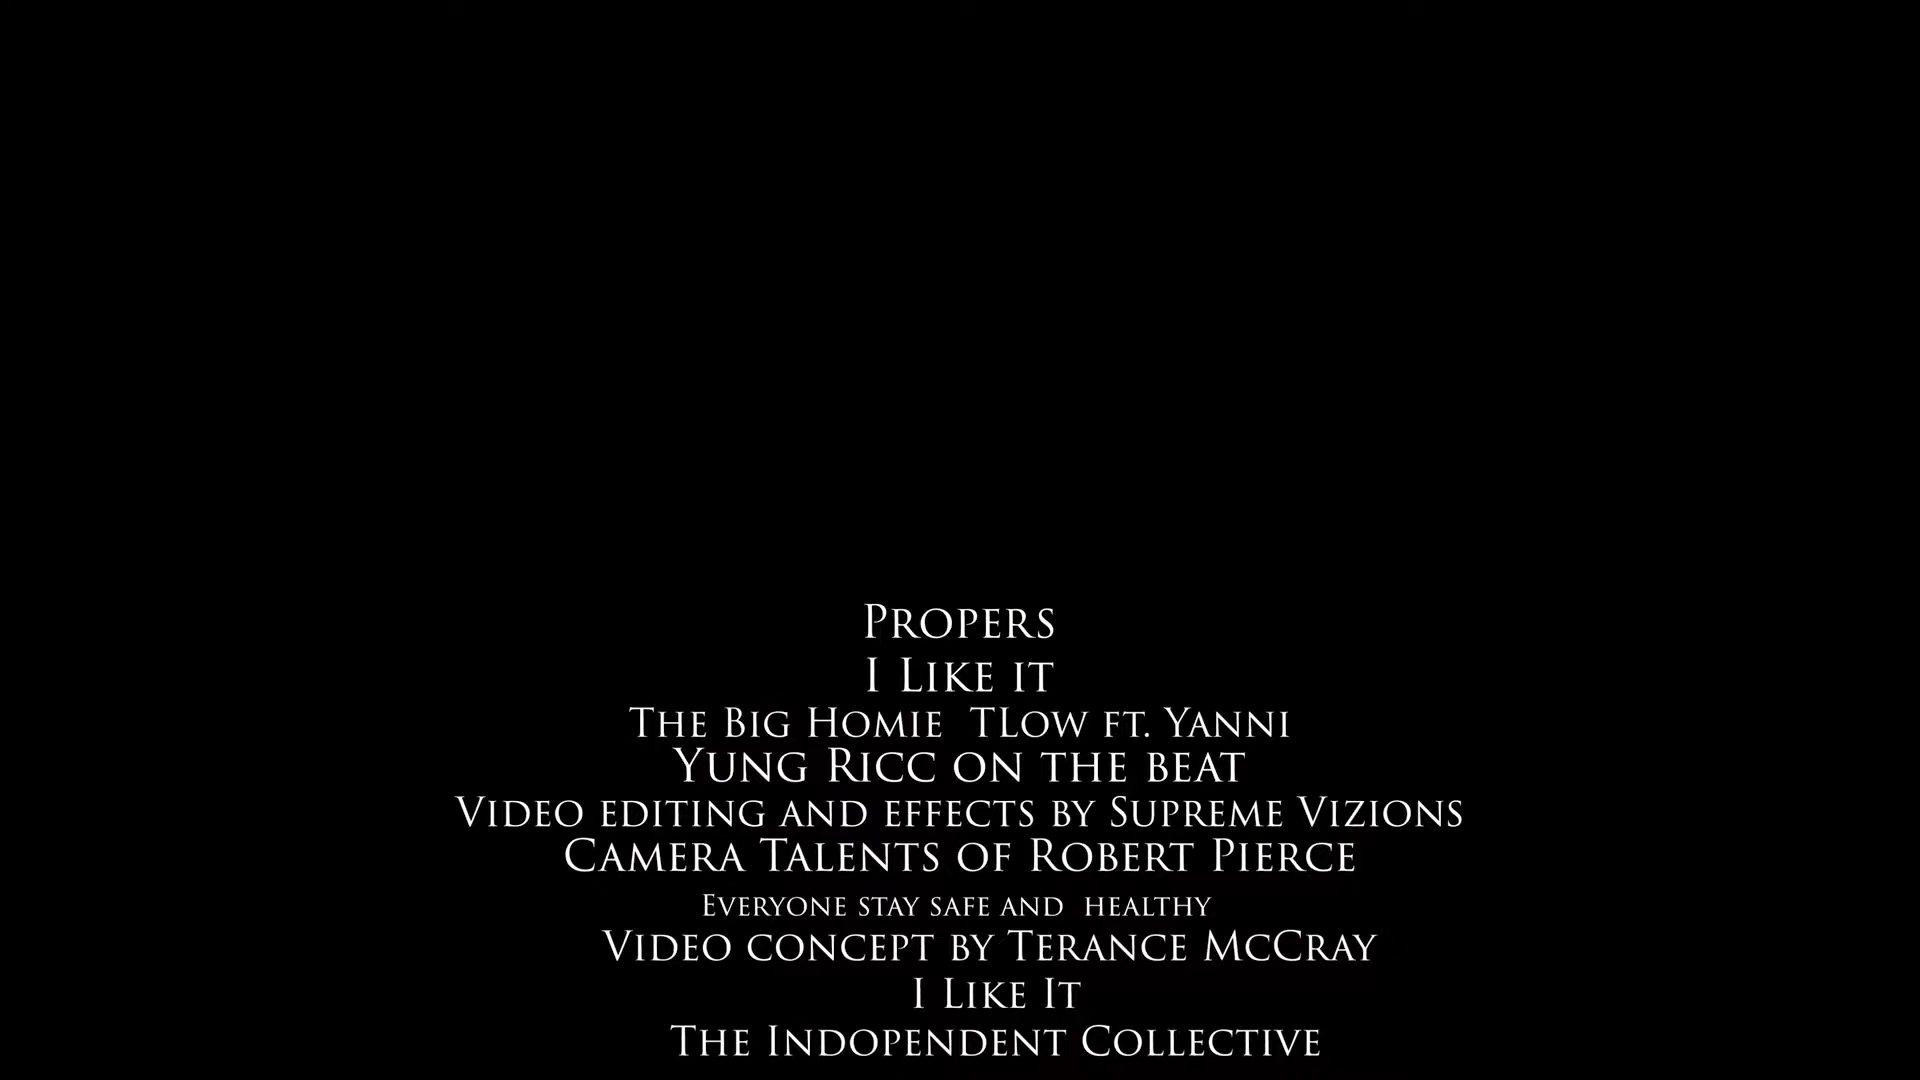 Propers
I Like it
The Big Homie TLow ft. Yanni
Yung Ricc on the beat
Video editing and effects by Supreme Vizions
Camera Talents of Robert Pierce
Everyone stay safe and healthy
Video concept by Terance McCray
I Like It
The Indopendent Collective